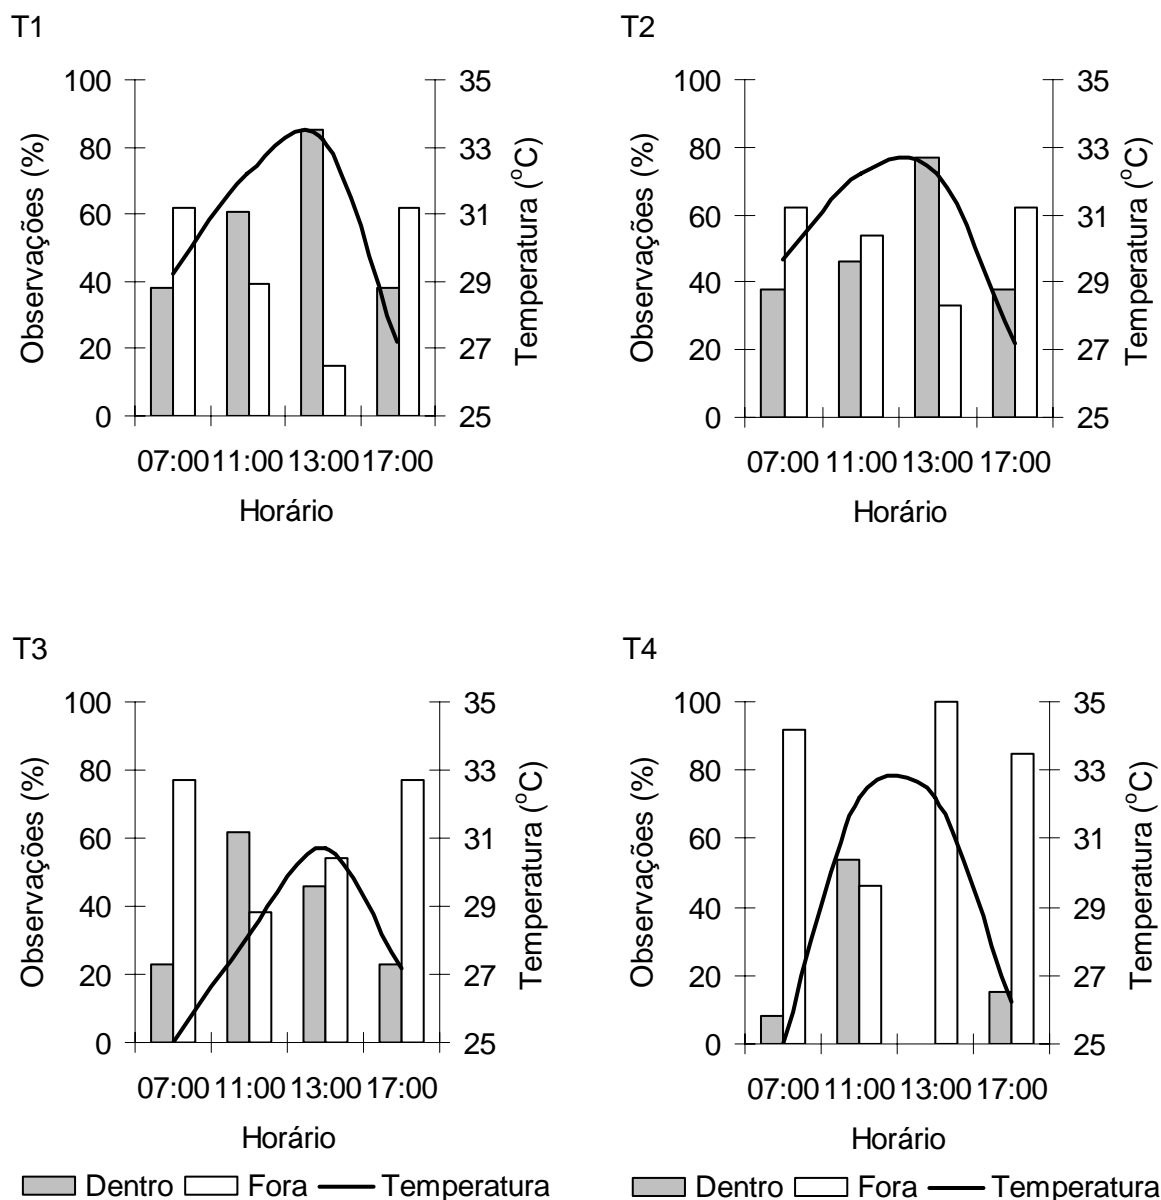 T1
100
80
60
40
20
0
Observações (%)
35
33
31
29
27
25
Temperatura (°C)
07:00 11:00 13:00 17:00
Horário
T2
100
80
60
40
20
0
Observações (%)
35
33
31
29
27
25
Temperatura (°C)
07:00 11:00 13:00 17:00
Horário
T3
100
80
60
40
20
0
Observações (%)
35
33
31
29
27
25
Temperatura (°C)
07:00 11:00 13:00 17:00
Horário
Dentro Fora Temperatura
T4
100
80
60
40
20
0
Observações (%)
35
33
31
29
27
25
Temperatura (°C)
07:00 11:00 13:00 17:00
Horário
Dentro Fora Temperatura